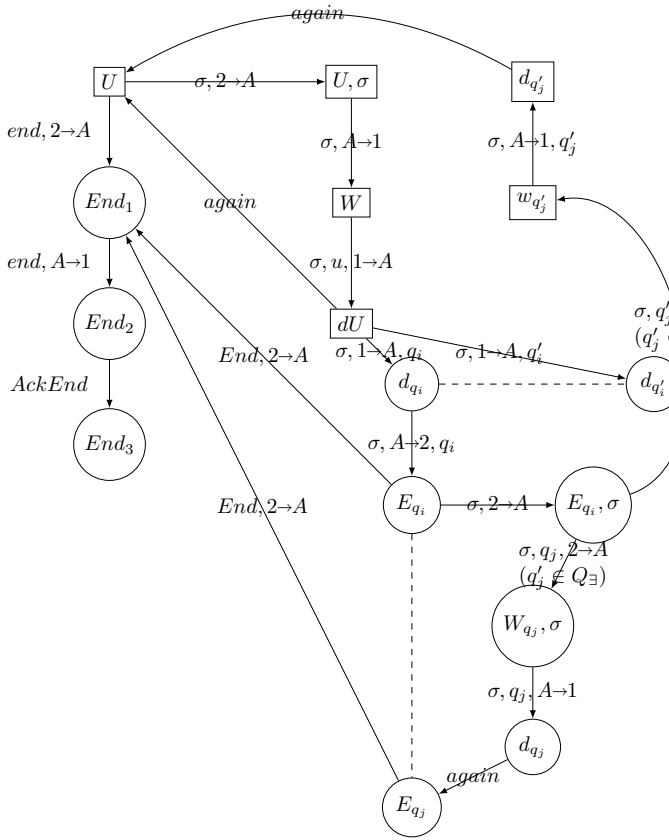 again
U
σ, 2→A
U, σ
d_{q'_j}
end, 2→A
σ, A→1
σ, A→1, q'_j
End_1
again
W
w_{q'_j}
end, A→1
σ, u, 1→A
End_2
dU
σ, q'_j
(q'_j
σ, 1→A, q_i
σ, 1→A, q'_i
End, 2→A
AckEnd
d_{q_i}
d_{q'_i}
End_3
σ, A→2, q_i
End, 2→A
E_{q_i}
σ, 2→A
E_{q_i}, σ
σ, q_j, 2→A
(q'_j ∉ Q_∃)
W_{q_j}, σ
σ, q_j, A→1
d_{q_j}
again
E_{q_j}